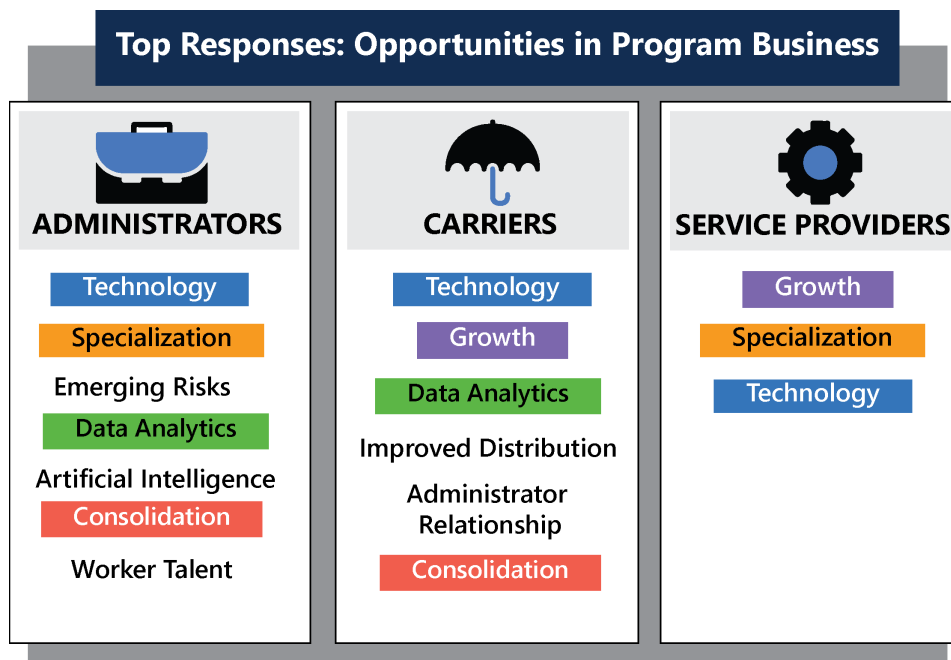 Top Responses: Opportunities in Program Business
ADMINISTRATORS
Technology
Specialization
Emerging Risks
Data Analytics
Artificial Intelligence
Consolidation
Worker Talent
CARRIERS
Technology
Growth
Data Analytics
Improved Distribution
Administrator
Relationship
Consolidation
SERVICE PROVIDERS
Growth
Specialization
Technology